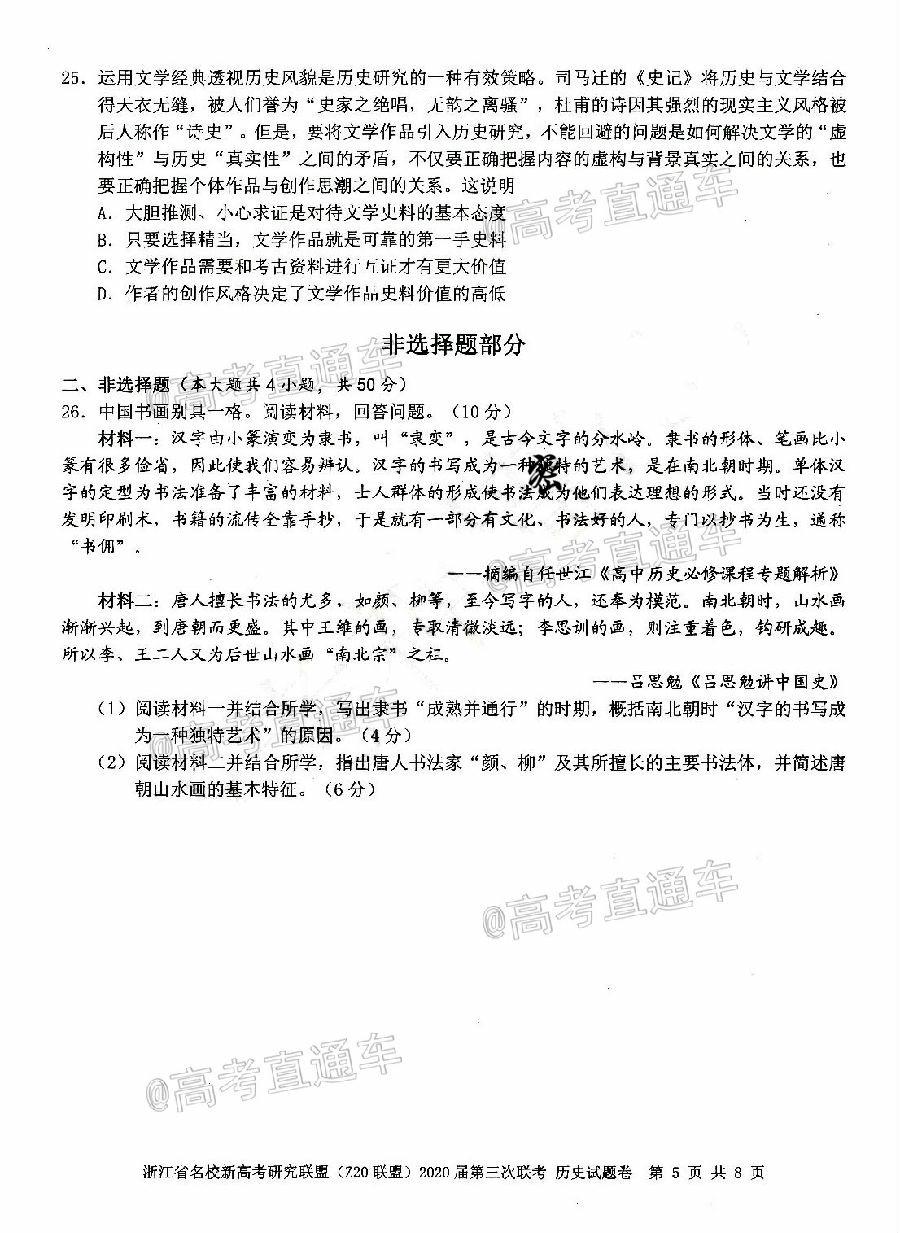 25．运用文学经典透视历史风貌是历史研究的一种有效策略。司马迁的《史记》将历史与文学结合
得天衣无缝，被人们誉为“史家之绝唱，无韵之离骚”，杜甫的诗因其强烈的现实主义风格被
后人称作“诗史”。但是，要将文学作品引入历史研究，不能回避的问题是如何解决文学的“虚
构性”与历史“真实性”之间的矛盾，不仅要正确把握内容的虚构与背景真实之间的关系，也
要正确把握个体作品与创作思潮之间的关系。这说明
A．大胆推测、小心求证是对待文学史料的基本态度
B．只要选择精当，文学作品就是可靠的第一手史料
C．文学作品需要和考古资料进行互证才有更大价值
D．作者的创作风格决定了文学作品史料价值的高低
@高考直通车
非选择题部分
@高考直通车
二、非选择题（本大题共4小题，共50分）
26．中国书画别具一格。阅读材料，回答问题。（10分）
材料一：汉字由小篆演变为隶书，叫“隶变”，是古今文字的分水岭。隶书的形体、笔画比小
篆有很多俭省，因此使我们容易辨认。汉字的书写成为一种独特的艺术，是在南北朝时期。单体汉
字的定型为书法准备了丰富的材料，士人群体的形成使书法成为他们表达理想的形式。当时还没有
发明印刷术，书籍的流传全靠手抄，于是就有一部分有文化、书法好的人，专门以抄书为生，通称
“书佣”。
@高考直通车
——摘编自任世江《高中历史必修课程专题解析》
材料二：唐人擅长书法的尤多，如颜、柳等，至今写字的人，还奉为模范。南北朝时，山水画
渐渐兴起，到唐朝而更盛。其中王维的画，专取清微淡远；李思训的画，则注重着色，钩研成趣。
所以李、王二人又为后世山水画“南北宗”之祖。
——吕思勉《吕思勉讲中国史》
@高考直通车
（1）阅读材料一并结合所学，写出隶书“成熟并通行”的时期，概括南北朝时“汉字的书写成
为一种独特艺术”的原因。（4分）
（2）阅读材料二并结合所学，指出唐人书法家“颜、柳”及其所擅长的主要书法体，并简述唐
朝山水画的基本特征。（6分）
@高考直通车
@高考直通车
浙江省名校新高考研究联盟（Z20联盟）2020届第三次联考 历史试题卷 第 5 页 共 8 页